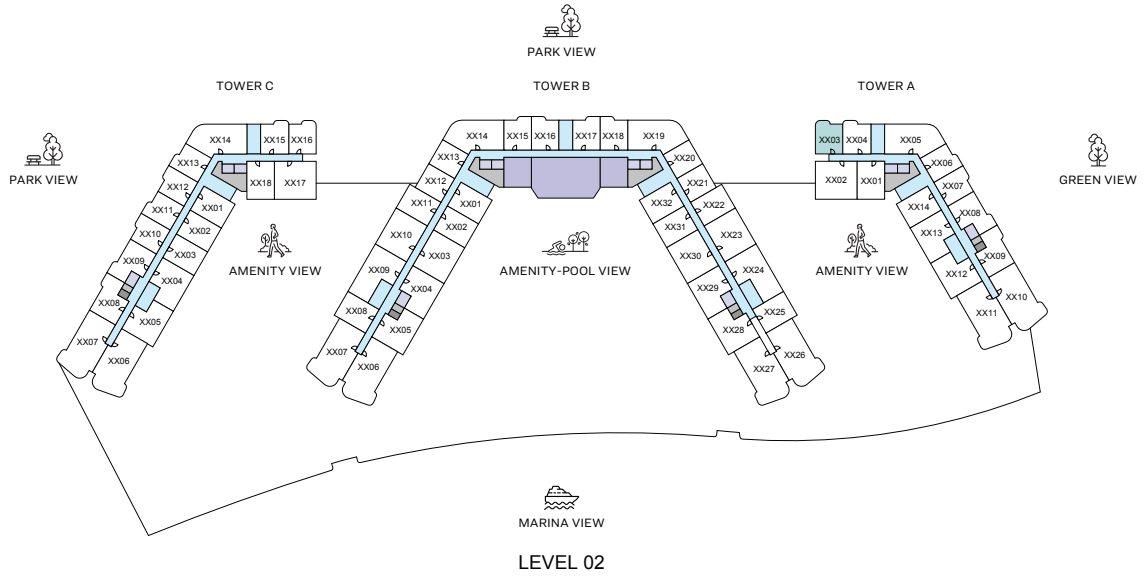 PARK VIEW
TOWER C
TOWER B
TOWER A
PARK VIEW
GREEN VIEW
XX14
XX15
XX16
XX13
XX12
XX11
XX10
XX09
XX08
XX07
XX06
XX05
XX04
XX03
XX02
XX01
XX18
XX17
XX14
XX15
XX16
XX17
XX18
XX19
XX13
XX12
XX11
XX10
XX09
XX08
XX07
XX06
XX05
XX04
XX03
XX02
XX01
XX20
XX21
XX22
XX23
XX24
XX25
XX26
XX27
XX28
XX29
XX30
XX31
XX32
XX03
XX04
XX05
XX02
XX01
XX06
XX07
XX08
XX09
XX10
XX11
XX12
XX13
XX14
AMENITY VIEW
AMENITY-POOL VIEW
AMENITY VIEW
MARINA VIEW
LEVEL 02